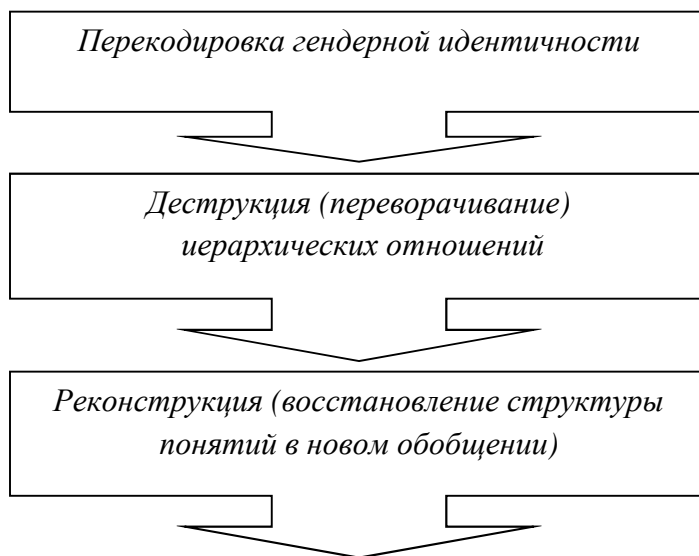 Перекодировка гендерной идентичности
Деструкция (переворачивание)
иерархических отношений
Реконструкция (восстановление структуры
понятий в новом обобщении)